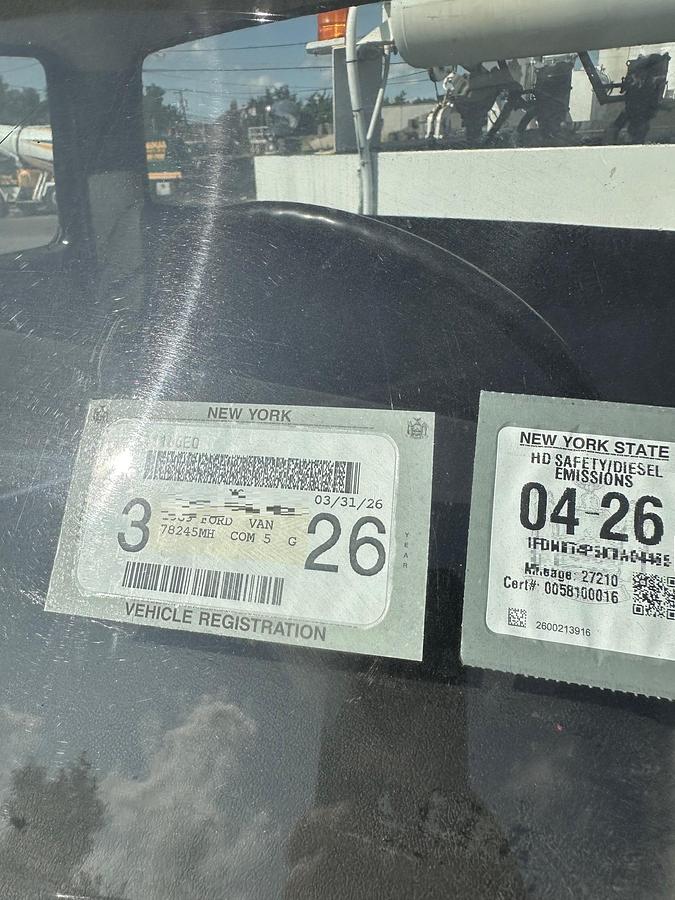 NEW YORK
03/31/26
3
FORD VAN
78245MH COM 5 G
26
YEAR
VEHICLE REGISTRATION
NEW YORK STATE
HD SAFETY/DIESEL
EMISSIONS
04-26
Mileage: 27210
Cert#: 0058100016
2600213916